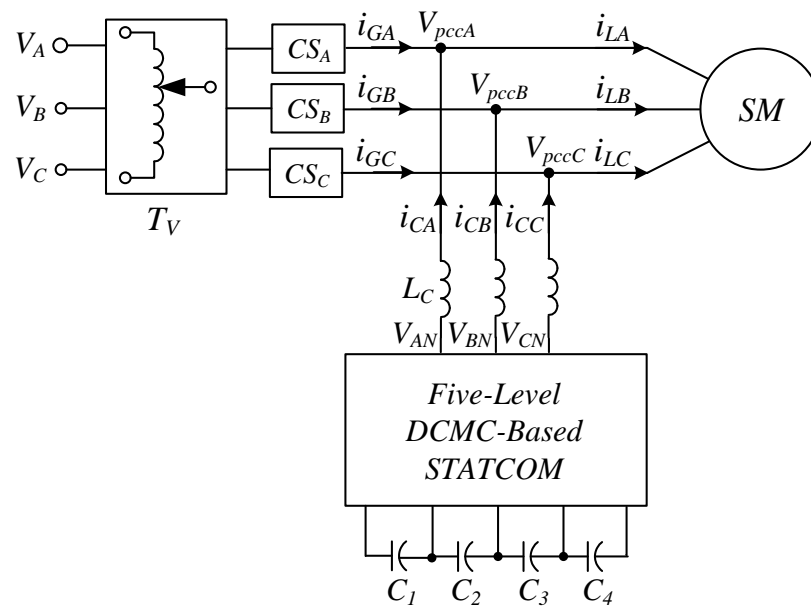 V_A
V_B
V_C
T_V
CS_A
CS_B
CS_C
i_GA
V_pccA
i_LA
i_GB
V_pccB
i_LB
i_GC
V_pccC
i_LC
SM
i_CA
i_CB
i_CC
L_C
V_AN
V_BN
V_CN
Five-Level
DCMC-Based
STATCOM
C_1
C_2
C_3
C_4